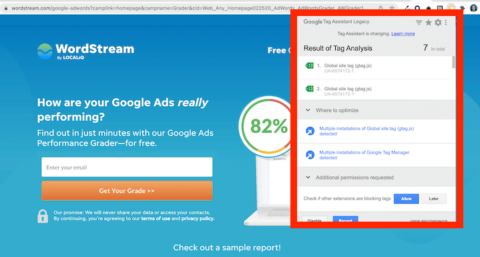 wordstream.com/google-adwords/?camplink=homepage&campname=Grader&cid=Web_Any_Homepage
WordStream
By LOCALiQ
Free
How are your Google Ads really
performing?
Find out in just minutes with our Google Ads
Performance Grader—for free.
Enter your email
Get Your Grade >>
Our Promise: We will never share your data or access your contacts.
By continuing, you're agreeing to our terms of use and privacy policy.
82%
Check out a sample report!
Google Tag Assistant Legacy
Tag Assistant is changing. Learn more
Result of Tag Analysis
7 in total
1. Global site tag (gtag.js)
2. Global site tag (gtag.js)
Where to optimize
Multiple installations of Global site tag (gtag.js)
detected
Multiple installations of Google Tag Manager
detected
Additional permissions requested
Check if other extensions are blocking tags
Allow
Later
Disable